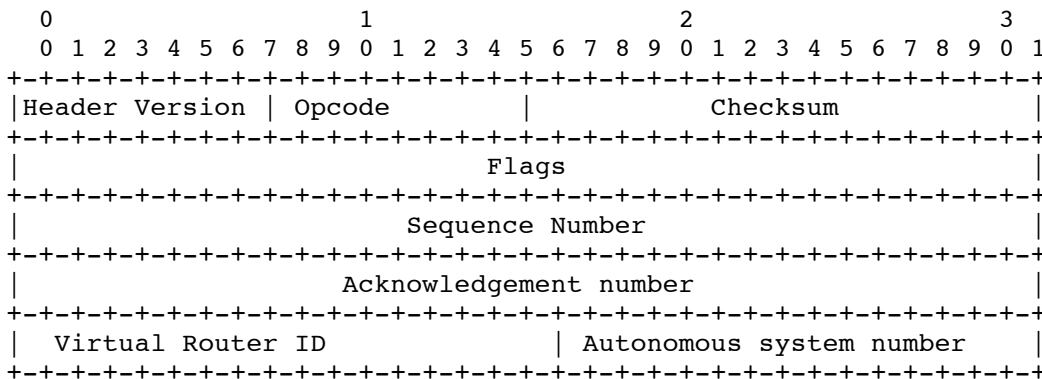 0                   1                   2                   3
0 1 2 3 4 5 6 7 8 9 0 1 2 3 4 5 6 7 8 9 0 1 2 3 4 5 6 7 8 9 0 1
+-+-+-+-+-+-+-+-+-+-+-+-+-+-+-+-+-+-+-+-+-+-+-+-+-+-+-+-+-+-+-+-+
|Header Version | Opcode        |           Checksum            |
+-+-+-+-+-+-+-+-+-+-+-+-+-+-+-+-+-+-+-+-+-+-+-+-+-+-+-+-+-+-+-+-+
|                             Flags                             |
+-+-+-+-+-+-+-+-+-+-+-+-+-+-+-+-+-+-+-+-+-+-+-+-+-+-+-+-+-+-+-+-+
|                        Sequence Number                        |
+-+-+-+-+-+-+-+-+-+-+-+-+-+-+-+-+-+-+-+-+-+-+-+-+-+-+-+-+-+-+-+-+
|                    Acknowledgement number                     |
+-+-+-+-+-+-+-+-+-+-+-+-+-+-+-+-+-+-+-+-+-+-+-+-+-+-+-+-+-+-+-+-+
|  Virtual Router ID              | Autonomous system number    |
+-+-+-+-+-+-+-+-+-+-+-+-+-+-+-+-+-+-+-+-+-+-+-+-+-+-+-+-+-+-+-+-+